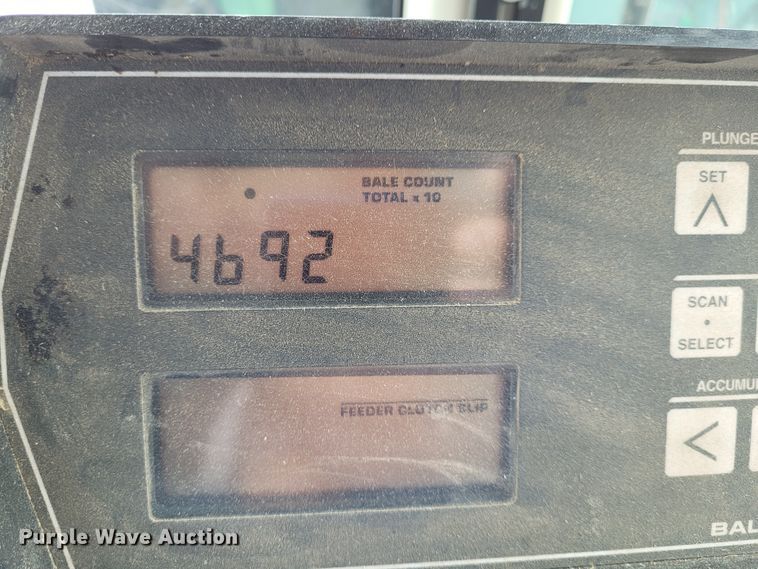 PLUNGE
SET
BALE COUNT
TOTAL x 10
4692
SCAN
SELECT
FEEDER CLUTCH SLIP
ACCUMU
BAL
Purple Wave Auction